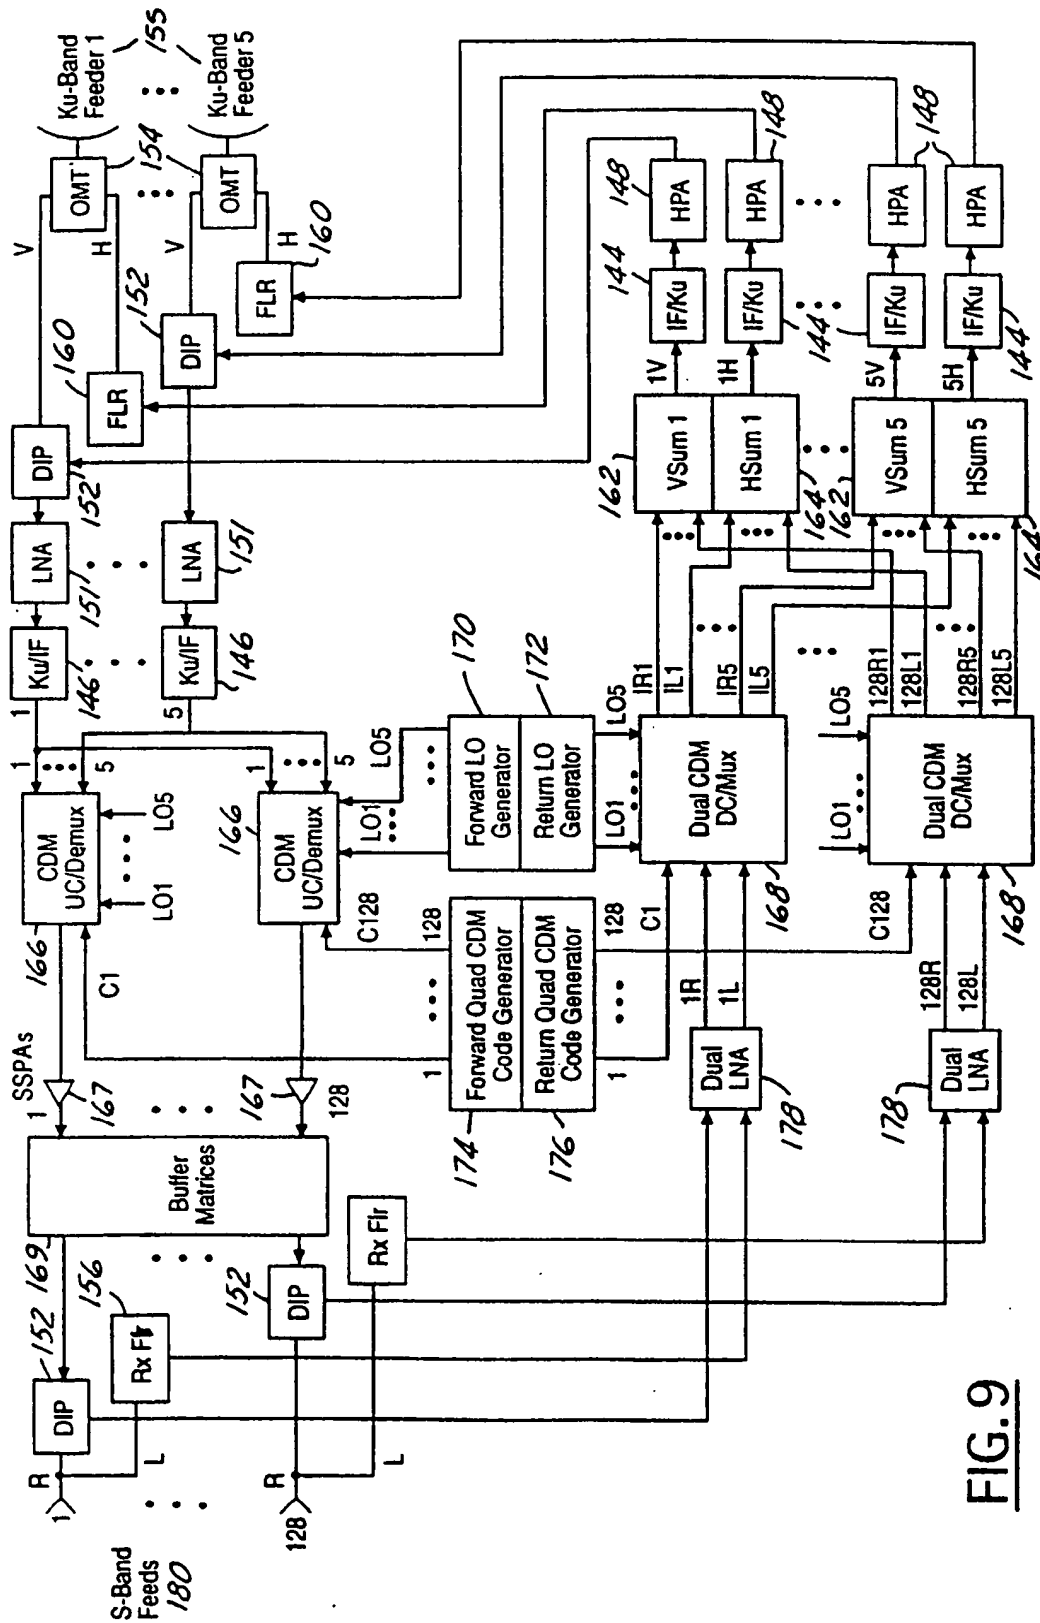 S-Band
Feeds
180
1
R
L
128
R
L
DIP
152
Rx Flr
156
DIP
152
Rx Flr
169
Buffer
Matrices
SSPAs
1
167
167
128
CDM
UC/Demux
166
C1
LO1
LO5
1
5
CDM
UC/Demux
166
C128
LO1
LO5
1
5
1
Ku/IF
146
5
Ku/IF
146
LNA
151
LNA
151
DIP
152
FLR
160
DIP
152
FLR
160
V
H
V
H
OMT
154
OMT
Ku-Band
Feeder 1
155
Ku-Band
Feeder 5
1
128
Forward Quad CDM
Code Generator
174
Return Quad CDM
Code Generator
176
1
128
Forward LO
Generator
170
Return LO
Generator
172
LO1
LO5
C1
Dual
LNA
178
1R
1L
Dual CDM
DC/Mux
168
IR1
IL1
IR5
IL5
Dual
LNA
178
128R
128L
C128
LO1
LO5
Dual CDM
DC/Mux
168
128R1
128L1
128R5
128L5
162
VSum 1
HSum 1
164
162
VSum 5
HSum 5
164
1V
1H
5V
5H
IF/Ku
144
IF/Ku
144
IF/Ku
IF/Ku
144
HPA
148
HPA
148
HPA
148
HPA
FIG. 9